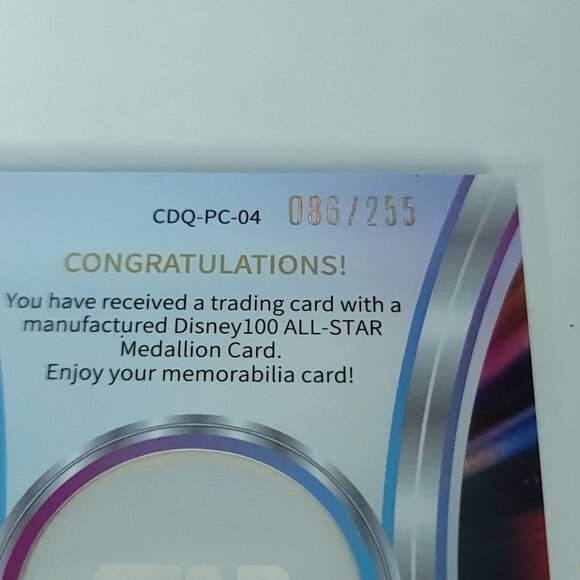 CDQ-PC-04 086/255
CONGRATULATIONS!
You have received a trading card with a
manufactured Disney100 ALL-STAR
Medallion Card.
Enjoy your memorabilia card!
STAR